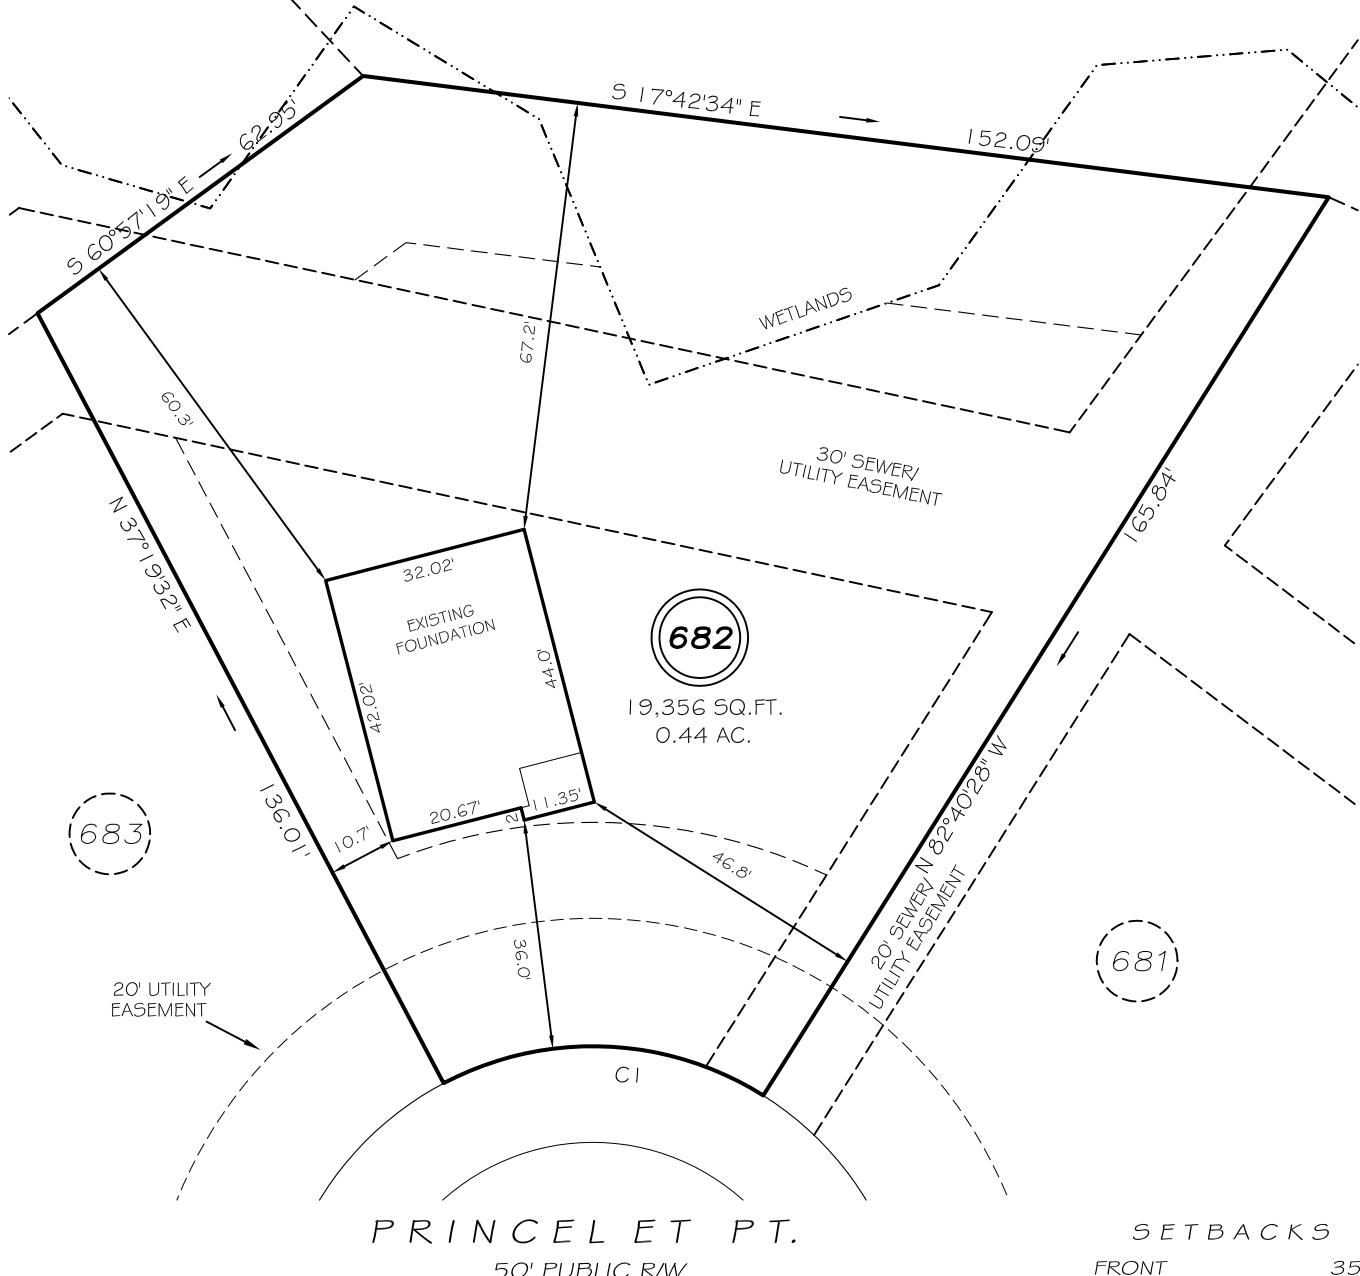 S 17°42'34" E
152.09'
62.95'
S 60°57'19" E
WETLANDS
67.2'
60.3'
30' SEWER/
UTILITY EASEMENT
165.84'
N 37°19'32" E
32.02'
EXISTING
FOUNDATION
682
44.0'
42.02'
19,356 SQ.FT.
0.44 AC.
N 82°40'28" W
136.01'
683
20.67'
2'
11.35'
10.7'
46.8'
20' SEWER/
UTILITY EASEMENT
36.0'
681
20' UTILITY
EASEMENT
C1
PRINCELET PT.
50' PUBLIC R/W
SETBACKS
FRONT 35